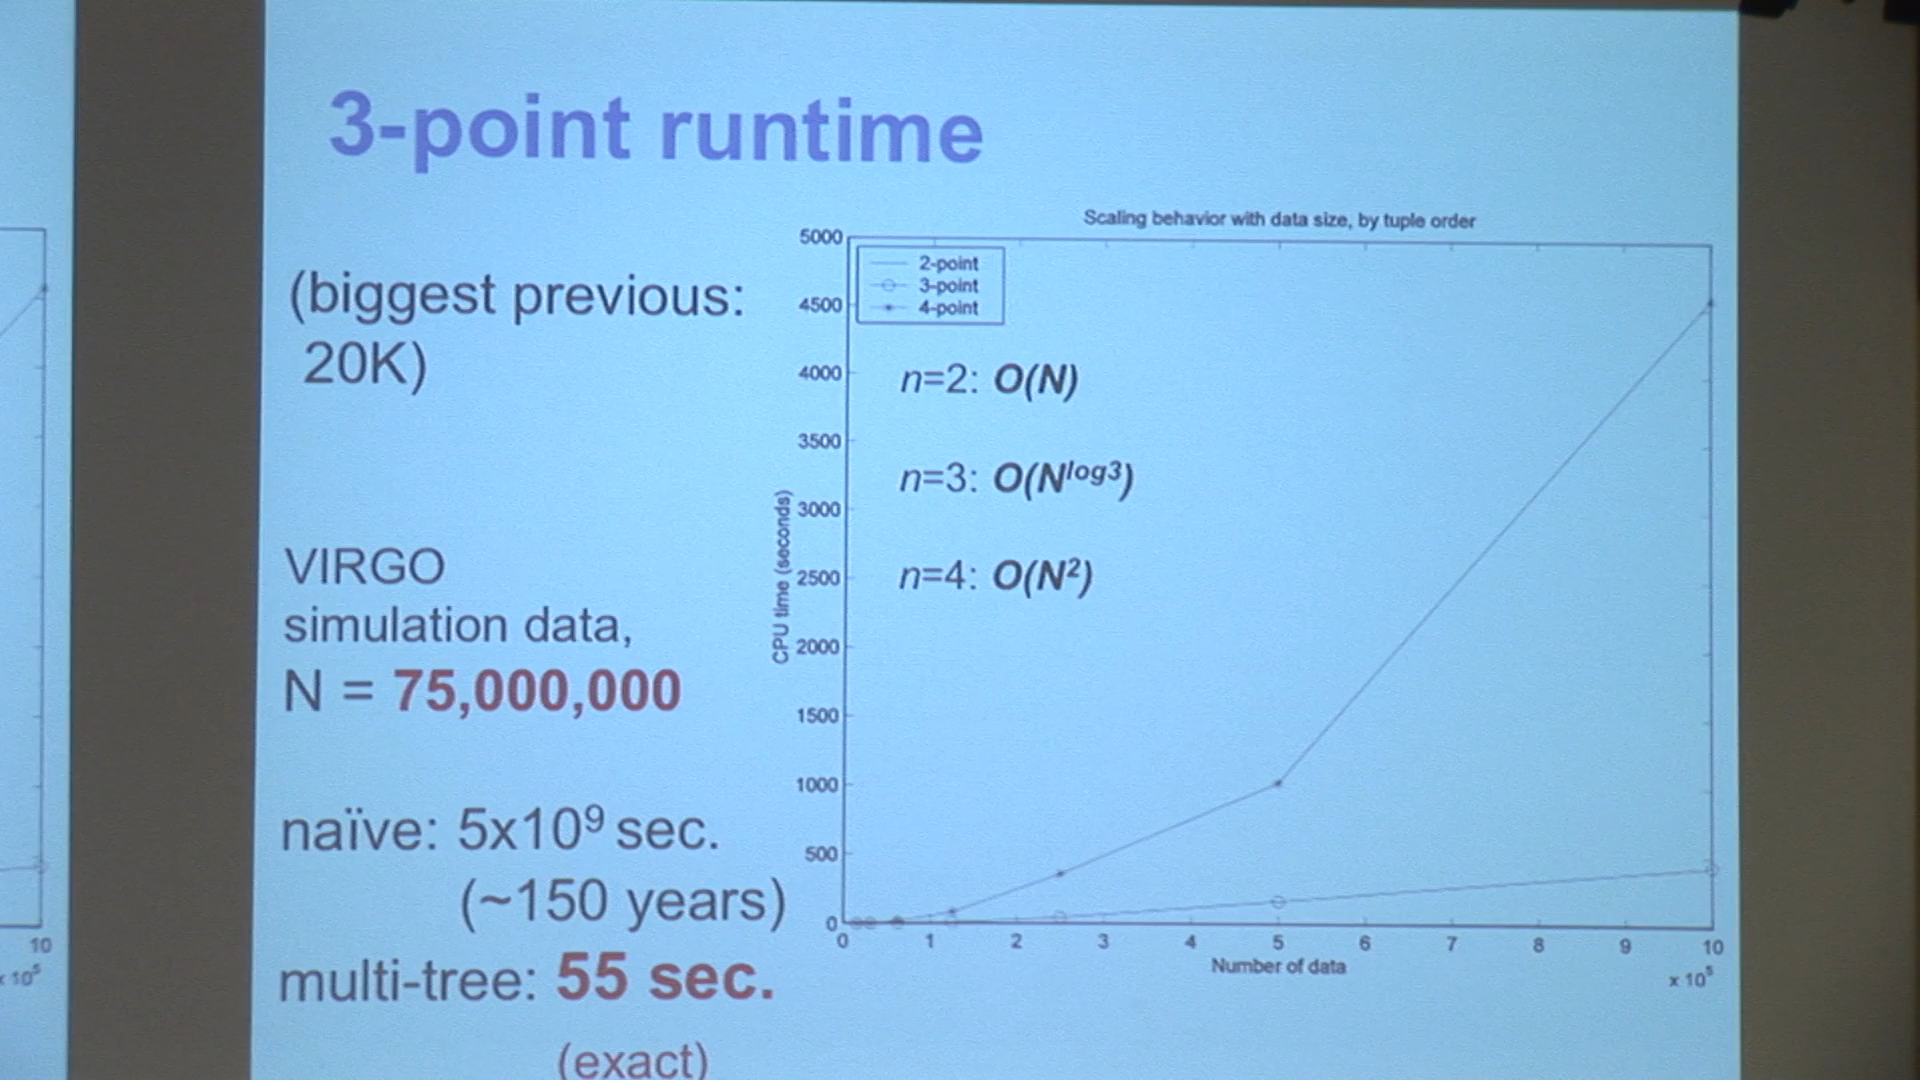 3-point runtime
(biggest previous:
20K)
VIRGO
simulation data,
N = 75,000,000
naïve: 5x10⁹ sec.
(~150 years)
multi-tree: 55 sec.
(exact)
Scaling behavior with data size, by tuple order
5000
4500
4000
3500
3000
2500
2000
1500
1000
500
0
CPU time (seconds)
2-point
3-point
4-point
n=2: O(N)
n=3: O(Nˡᵒᵍ³)
n=4: O(N²)
0 1 2 3 4 5 6 7 8 9 10
Number of data
x 10⁵
10
x 10⁵